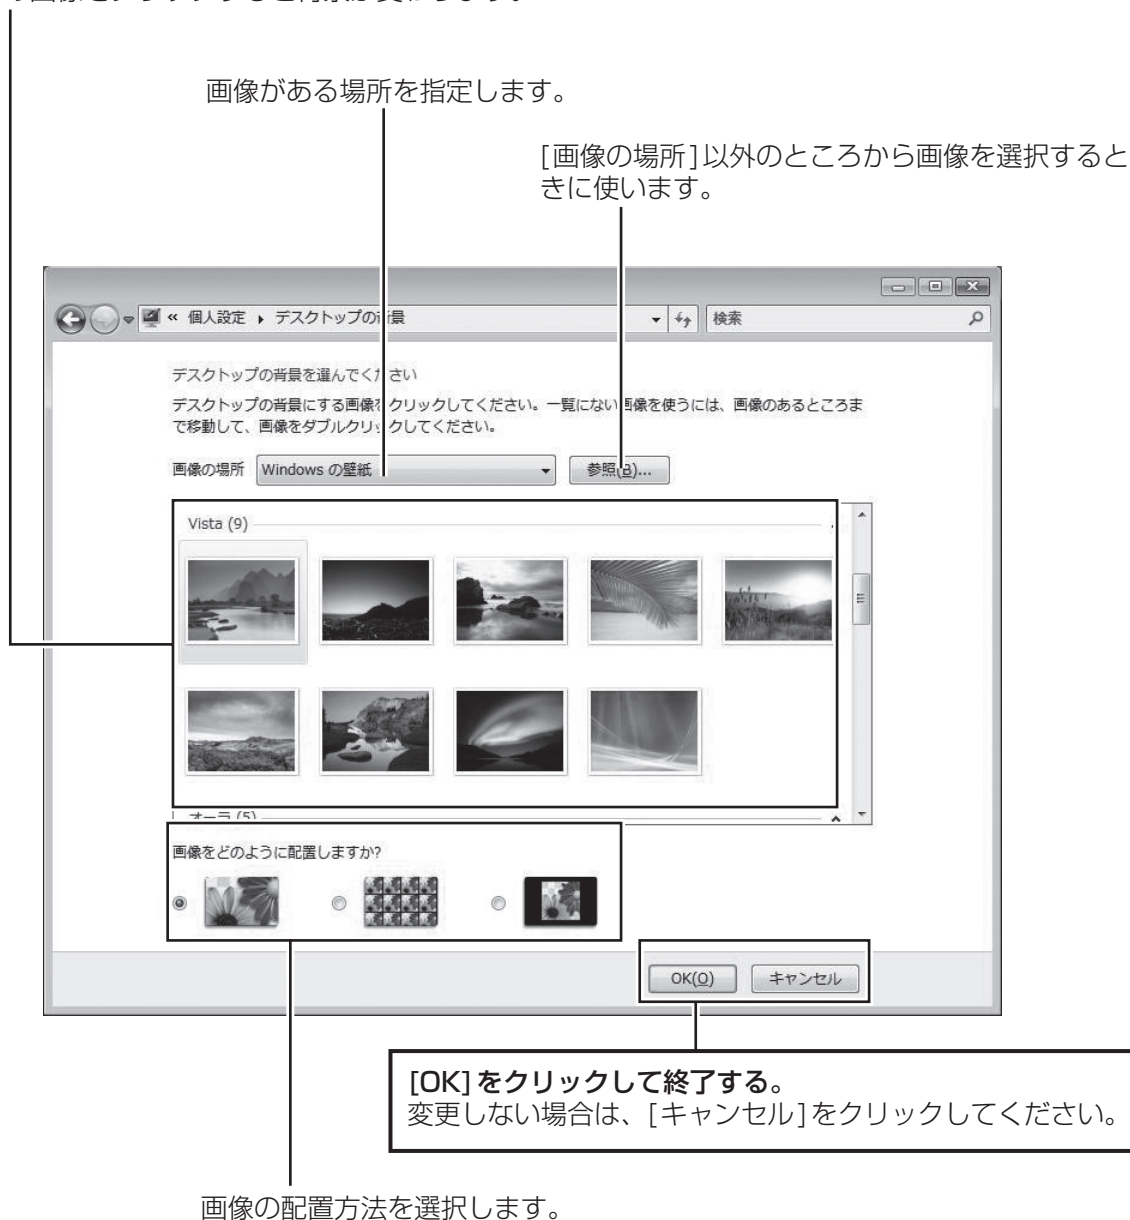 画像がある場所を指定します。
[画像の場所]以外のところから画像を選択すると
きに使います。
« 個人設定 ▸ デスクトップの背景
検索
デスクトップの背景を選んでください
デスクトップの背景にする画像をクリックしてください。一覧にない画像を使うには、画像のあるところま
で移動して、画像をダブルクリックしてください。
画像の場所 Windows の壁紙 参照(B)...
Vista (9)
オーラ (5)
画像をどのように配置しますか?
OK(O) キャンセル
[OK]をクリックして終了する。
変更しない場合は、[キャンセル]をクリックしてください。
画像の配置方法を選択します。